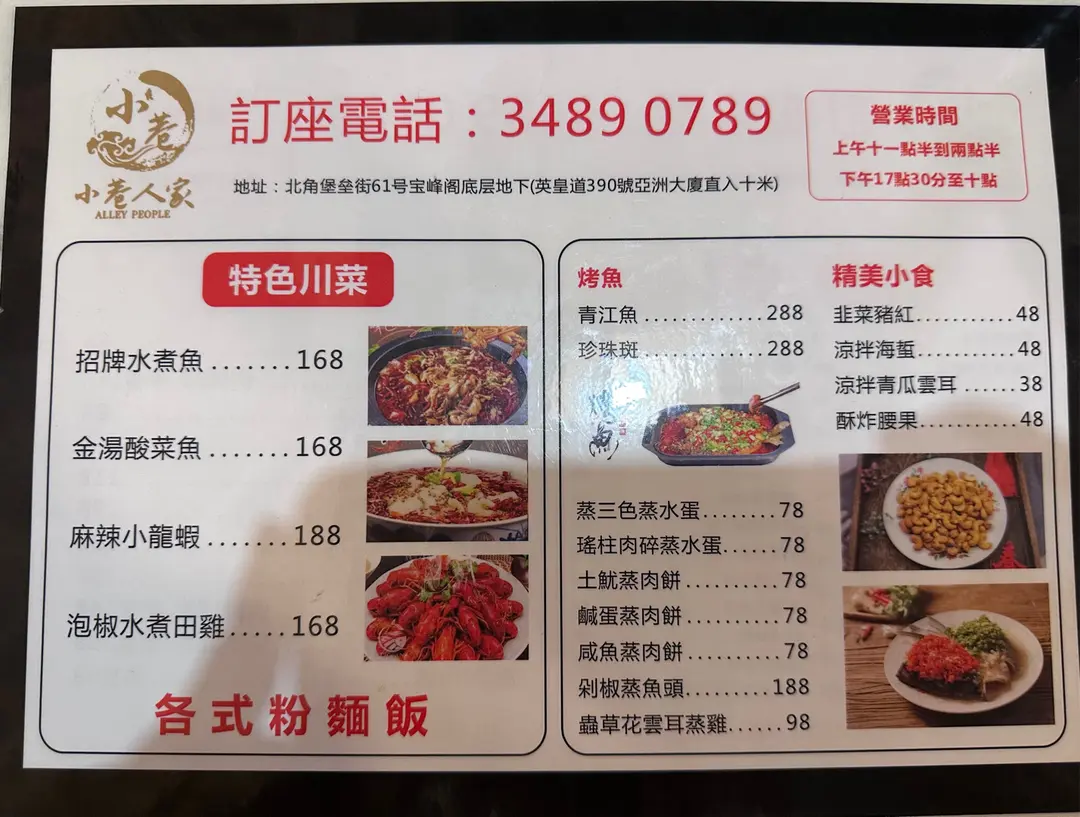 小巷
小巷人家
ALLEY PEOPLE
訂座電話：3489 0789
地址：北角堡垒街61号宝峰阁底层地下(英皇道390號亞洲大廈直入十米)
營業時間
上午十一點半到兩點半
下午17點30分至十點
特色川菜
招牌水煮魚.......168
金湯酸菜魚.......168
麻辣小龍蝦.......188
泡椒水煮田雞.....168
各式粉麵飯
烤魚
青江魚............288
珍珠斑............288
烤魚
蒸三色蒸水蛋........78
瑤柱肉碎蒸水蛋......78
土魷蒸肉餅..........78
鹹蛋蒸肉餅..........78
咸魚蒸肉餅..........78
剁椒蒸魚頭.........188
蟲草花雲耳蒸雞......98
精美小食
韭菜豬紅...........48
涼拌海蜇...........48
涼拌青瓜雲耳......38
酥炸腰果...........48